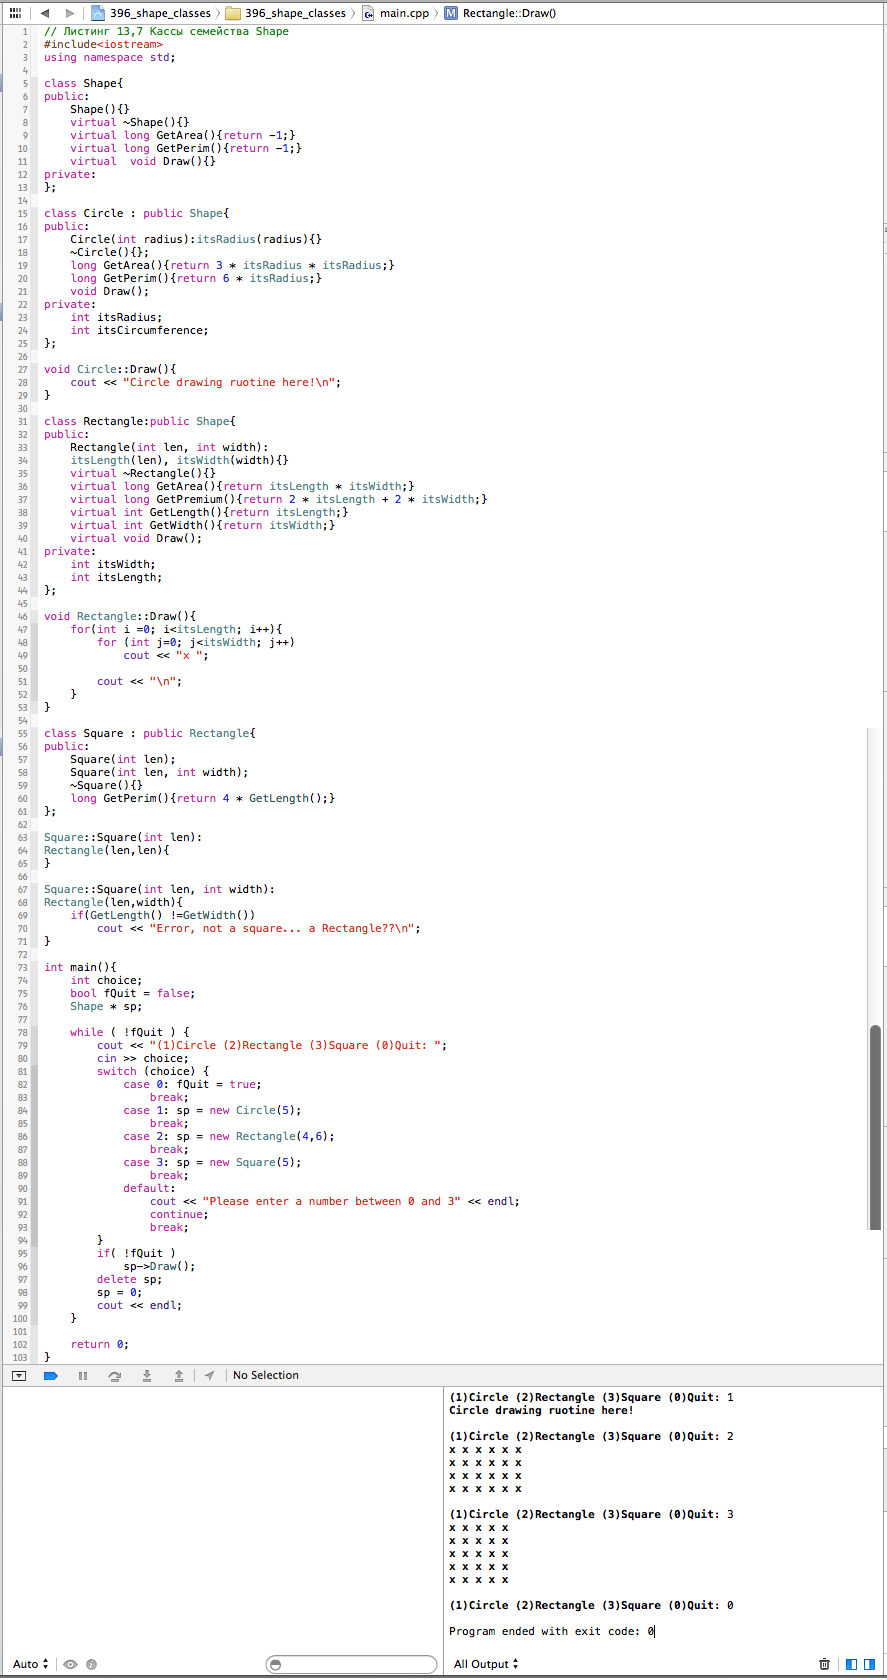 396_shape_classes 396_shape_classes main.cpp M Rectangle::Draw()
1 // Листинг 13,7 Кассы семейства Shape
2 #include<iostream>
3 using namespace std;
4
5 class Shape{
6 public:
7     Shape(){}
8     virtual ~Shape(){}
9     virtual long GetArea(){return -1;}
10     virtual long GetPerim(){return -1;}
11     virtual  void Draw(){}
12 private:
13 };
14
15 class Circle : public Shape{
16 public:
17     Circle(int radius):itsRadius(radius){}
18     ~Circle(){};
19     long GetArea(){return 3 * itsRadius * itsRadius;}
20     long GetPerim(){return 6 * itsRadius;}
21     void Draw();
22 private:
23     int itsRadius;
24     int itsCircumference;
25 };
26
27 void Circle::Draw(){
28     cout << "Circle drawing ruotine here!\n";
29 }
30
31 class Rectangle:public Shape{
32 public:
33     Rectangle(int len, int width):
34     itsLength(len), itsWidth(width){}
35     virtual ~Rectangle(){}
36     virtual long GetArea(){return itsLength * itsWidth;}
37     virtual long GetPremium(){return 2 * itsLength + 2 * itsWidth;}
38     virtual int GetLength(){return itsLength;}
39     virtual int GetWidth(){return itsWidth;}
40     virtual void Draw();
41 private:
42     int itsWidth;
43     int itsLength;
44 };
45
46 void Rectangle::Draw(){
47     for(int i =0; i<itsLength; i++){
48         for (int j=0; j<itsWidth; j++)
49             cout << "x ";
50
51         cout << "\n";
52     }
53 }
54
55 class Square : public Rectangle{
56 public:
57     Square(int len);
58     Square(int len, int width);
59     ~Square(){}
60     long GetPerim(){return 4 * GetLength();}
61 };
62
63 Square::Square(int len):
64 Rectangle(len,len){
65 }
66
67 Square::Square(int len, int width):
68 Rectangle(len,width){
69     if(GetLength() !=GetWidth())
70         cout << "Error, not a square... a Rectangle??\n";
71 }
72
73 int main(){
74     int choice;
75     bool fQuit = false;
76     Shape * sp;
77
78     while ( !fQuit ) {
79         cout << "(1)Circle (2)Rectangle (3)Square (0)Quit: ";
80         cin >> choice;
81         switch (choice) {
82             case 0: fQuit = true;
83                 break;
84             case 1: sp = new Circle(5);
85                 break;
86             case 2: sp = new Rectangle(4,6);
87                 break;
88             case 3: sp = new Square(5);
89                 break;
90             default:
91                 cout << "Please enter a number between 0 and 3" << endl;
92                 continue;
93                 break;
94         }
95         if( !fQuit )
96             sp->Draw();
97         delete sp;
98         sp = 0;
99         cout << endl;
100     }
101
102     return 0;
103 }
No Selection
(1)Circle (2)Rectangle (3)Square (0)Quit: 1
Circle drawing ruotine here!
(1)Circle (2)Rectangle (3)Square (0)Quit: 2
x x x x x x
x x x x x x
x x x x x x
x x x x x x
(1)Circle (2)Rectangle (3)Square (0)Quit: 3
x x x x x
x x x x x
x x x x x
x x x x x
x x x x x
(1)Circle (2)Rectangle (3)Square (0)Quit: 0
Program ended with exit code: 0
Auto All Output